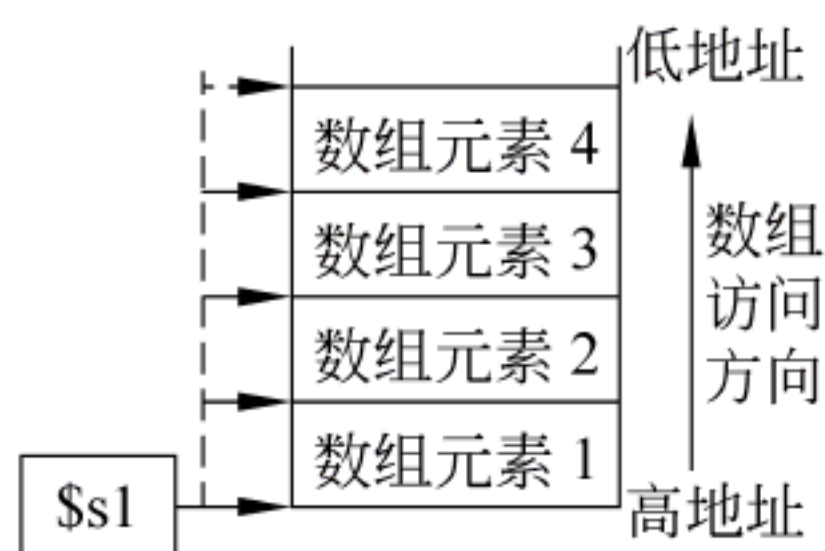 低地址
数组元素 4
数组元素 3
数组元素 2
数组元素 1
数组
访问
方向
$s1
高地址